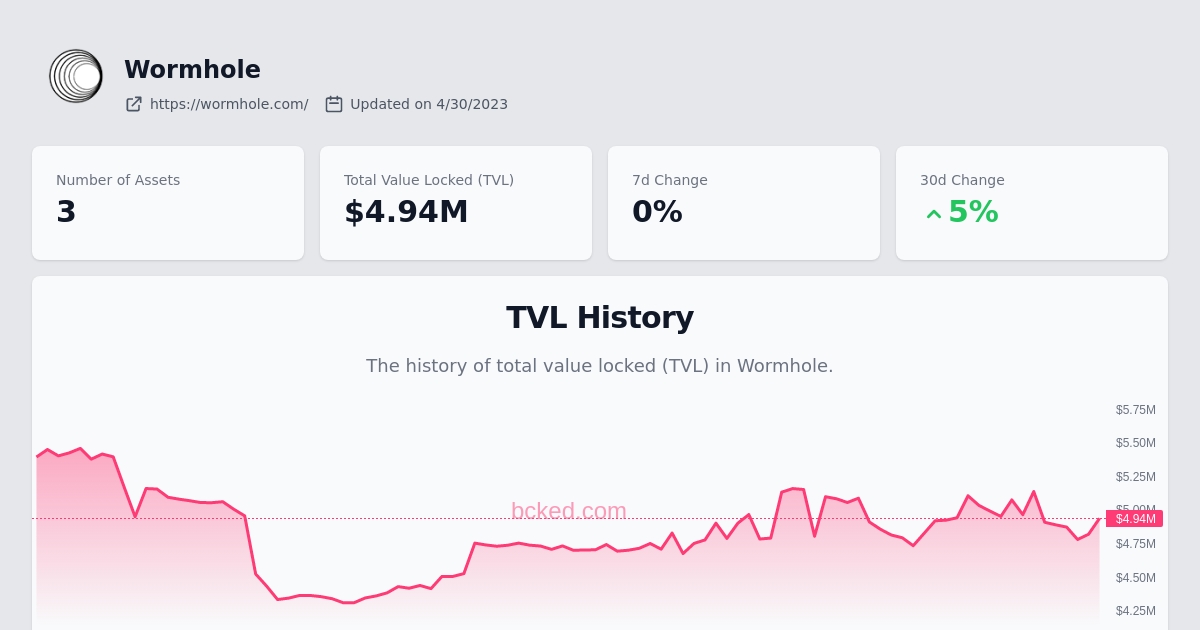 Wormhole
https://wormhole.com/ Updated on 4/30/2023
Number of Assets
3
Total Value Locked (TVL)
$4.94M
7d Change
0%
30d Change
5%
TVL History
The history of total value locked (TVL) in Wormhole.
$5.75M
$5.50M
$5.25M
bcked.com
$5.00M
$4.94M
$4.75M
$4.50M
$4.25M